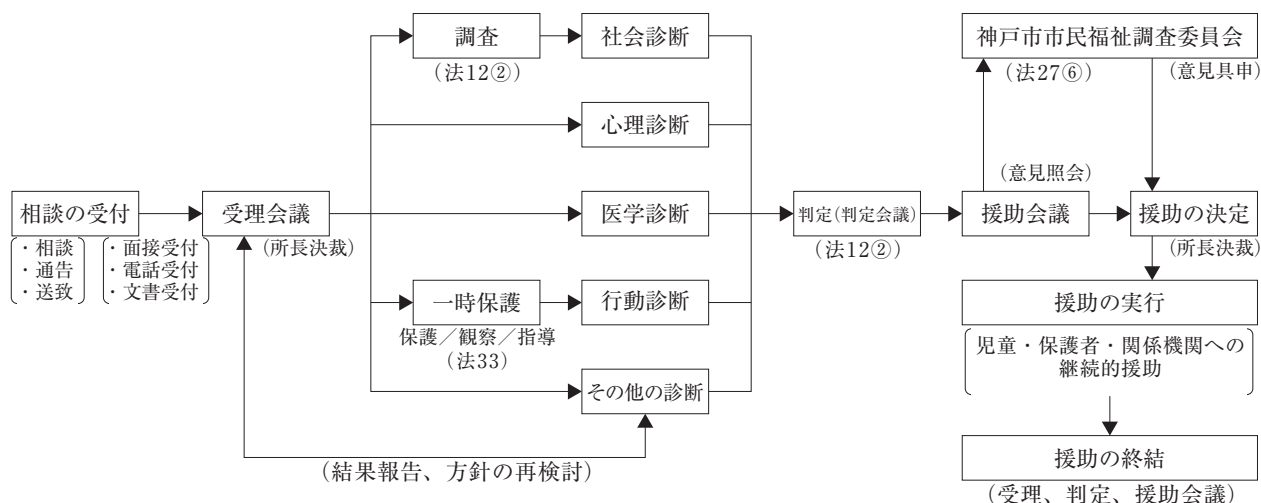 相談の受付
・相談
・通告
・送致
・面接受付
・電話受付
・文書受付
受理会議
(所長決裁)
調査
(法12②)
社会診断
心理診断
医学診断
一時保護
保護／観察／指導
(法33)
行動診断
その他の診断
(結果報告、方針の再検討)
判定(判定会議)
(法12②)
神戸市市民福祉調査委員会
(法27⑥)
(意見具申)
(意見照会)
援助会議
援助の決定
(所長決裁)
援助の実行
児童・保護者・関係機関への
継続的援助
援助の終結
(受理、判定、援助会議)